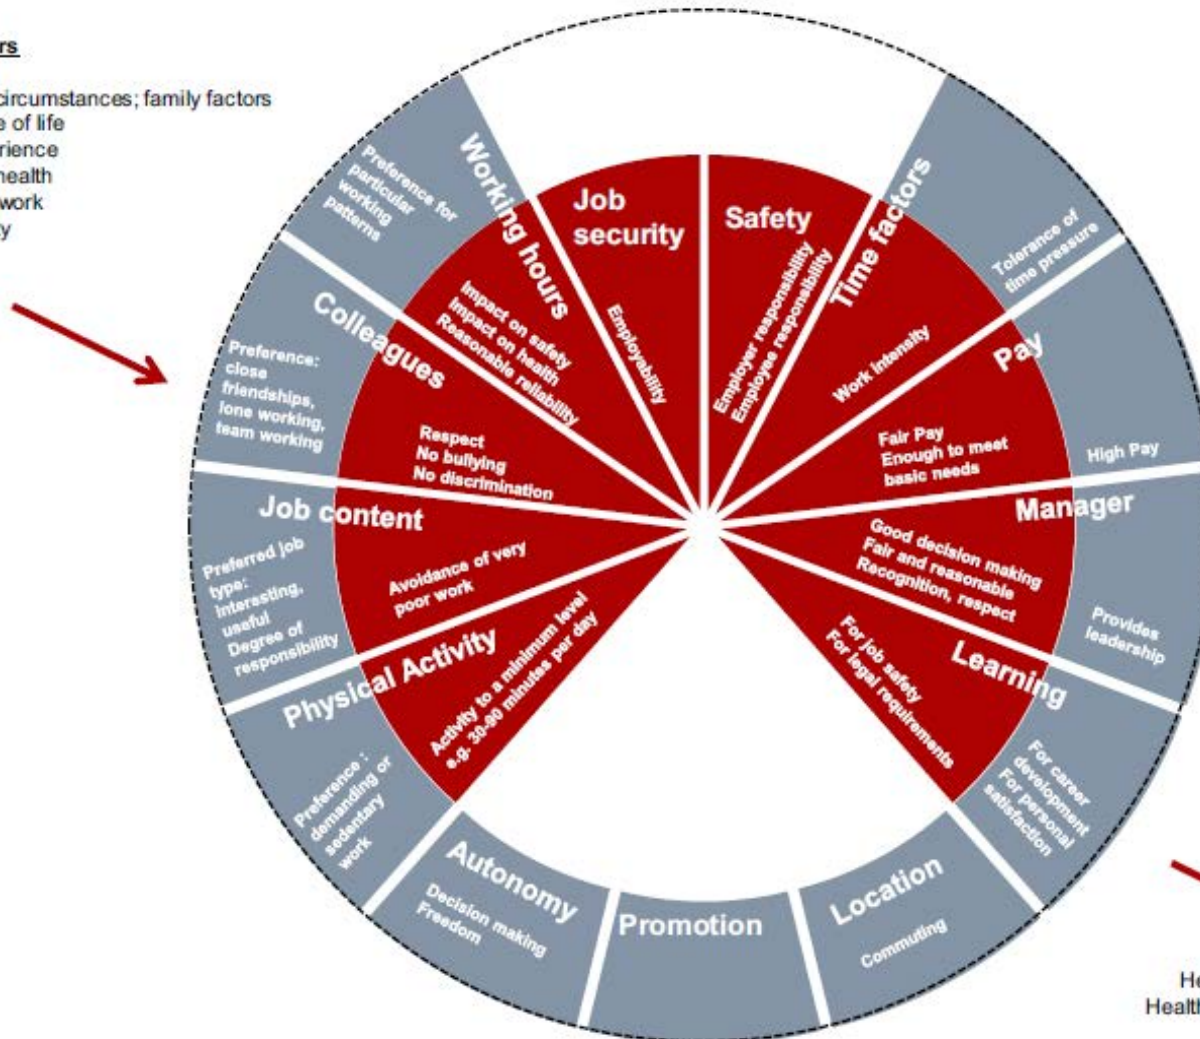 rs
circumstances; family factors
e of life
rience
health
work
ty
Working hours
Preference for
particular
working
patterns
Impact on safety
Impact on health
Reasonable reliability
Job
security
Employability
Safety
Employer responsibility
Employee responsibility
Time factors
Tolerance of
time pressure
Work intensity
Pay
Fair Pay
Enough to meet
basic needs
High Pay
Manager
Good decision making
Fair and reasonable
Recognition, respect
Provides
leadership
Learning
For job safety
For legal requirements
For career
development
For personal
satisfaction
Location
Commuting
Promotion
Autonomy
Decision making
Freedom
Physical Activity
Activity to a minimum level
e.g. 30-90 minutes per day
Preference :
demanding or
sedentary
work
Job content
Preferred job
type:
interesting,
useful
Degree of
responsibility
Avoidance of very
poor work
Colleagues
Preference:
close
friendships,
lone working,
team working
Respect
No bullying
No discrimination
He
Health